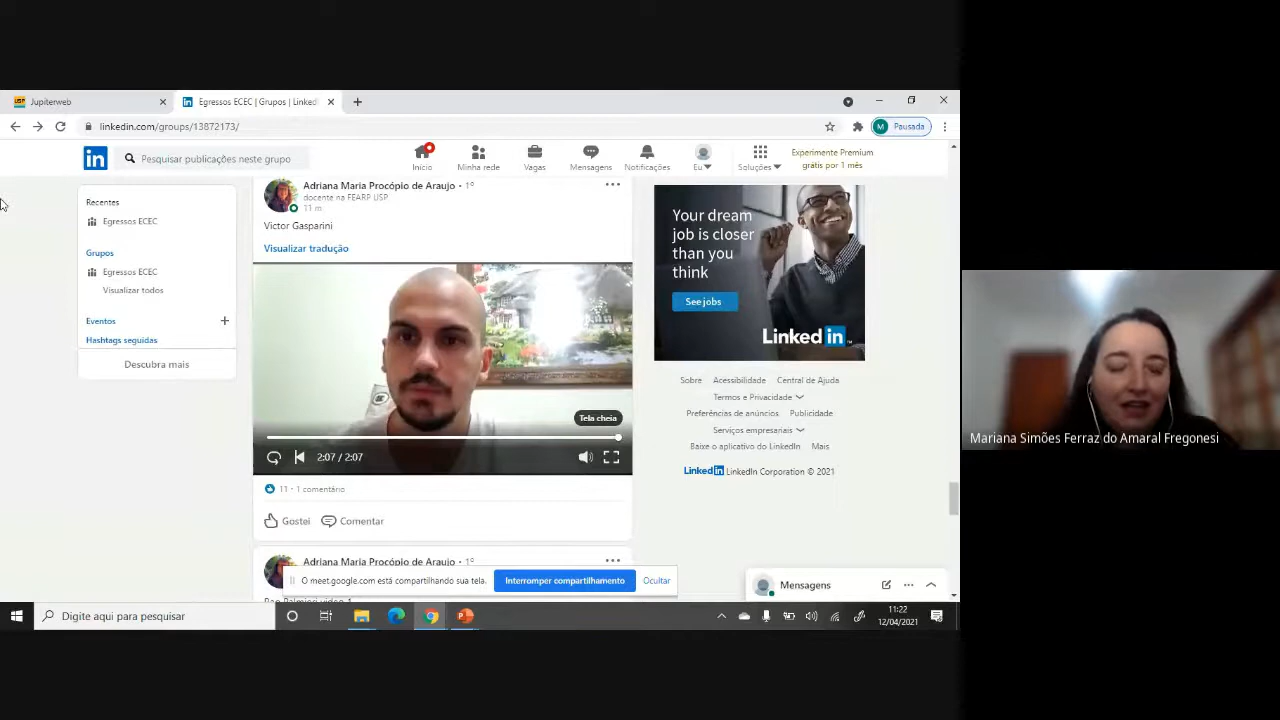 Jupiterweb
Egressos ECEC | Grupos | Linked
linkedin.com/groups/13872173/
M Pausada
in
Pesquisar publicações neste grupo
Início
Minha rede
Vagas
Mensagens
Notificações
Eu
Soluções
Experimente Premium
grátis por 1 mês
Recentes
Egressos ECEC
Grupos
Egressos ECEC
Visualizar todos
Eventos
Hashtags seguidas
Descubra mais
Adriana Maria Procópio de Araujo • 1º
docente na FEARP USP
11 m
Victor Gasparini
Visualizar tradução
Tela cheia
2:07 / 2:07
11 • 1 comentário
Gostei
Comentar
Adriana Maria Procópio de Araujo • 1º
Your dream
job is closer
than you
think
See jobs
Linked in
Sobre Acessibilidade Central de Ajuda
Termos e Privacidade
Preferências de anúncios Publicidade
Serviços empresariais
Baixe o aplicativo do LinkedIn Mais
Linked in LinkedIn Corporation © 2021
O meet.google.com está compartilhando sua tela.
Interromper compartilhamento
Ocultar
Mensagens
Digite aqui para pesquisar
11:22
12/04/2021
Mariana Simões Ferraz do Amaral Fregonesi